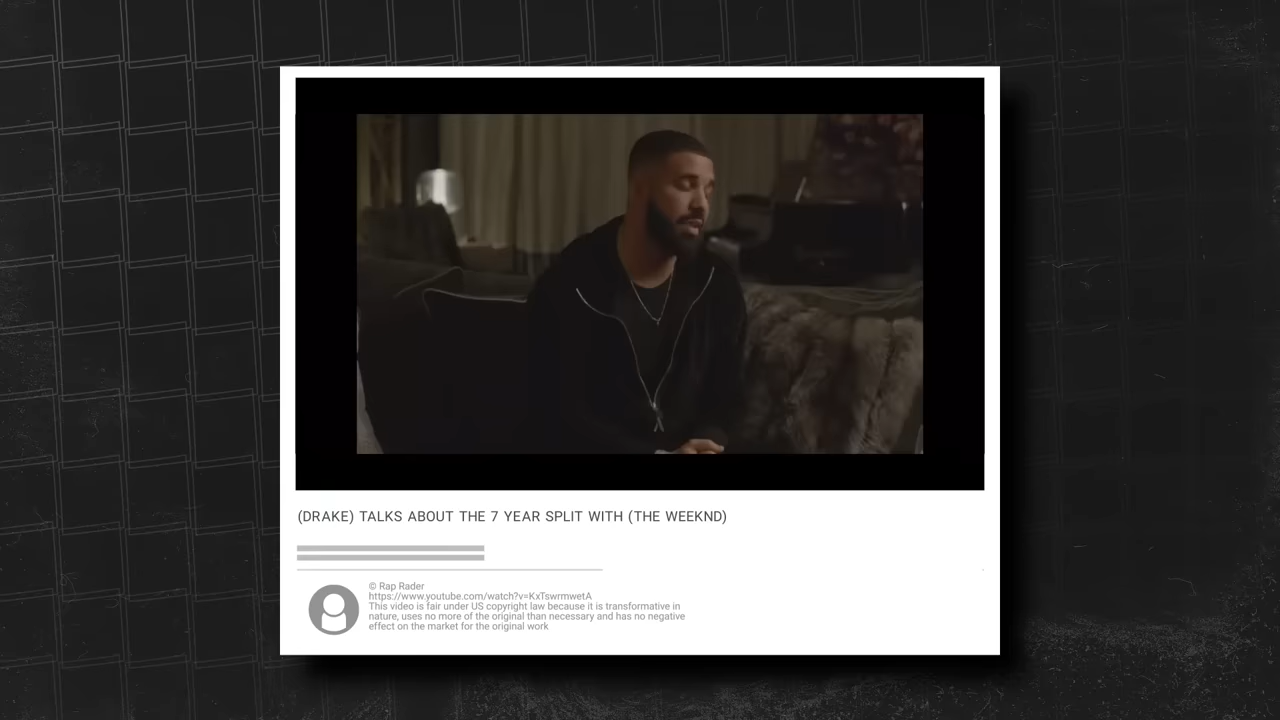 (DRAKE) TALKS ABOUT THE 7 YEAR SPLIT WITH (THE WEEKND)
© Rap Rader
https://www.youtube.com/watch?v=KxTswrmwetA
This video is fair under US copyright law because it is transformative in
nature, uses no more of the original than necessary and has no negative
effect on the market for the original work